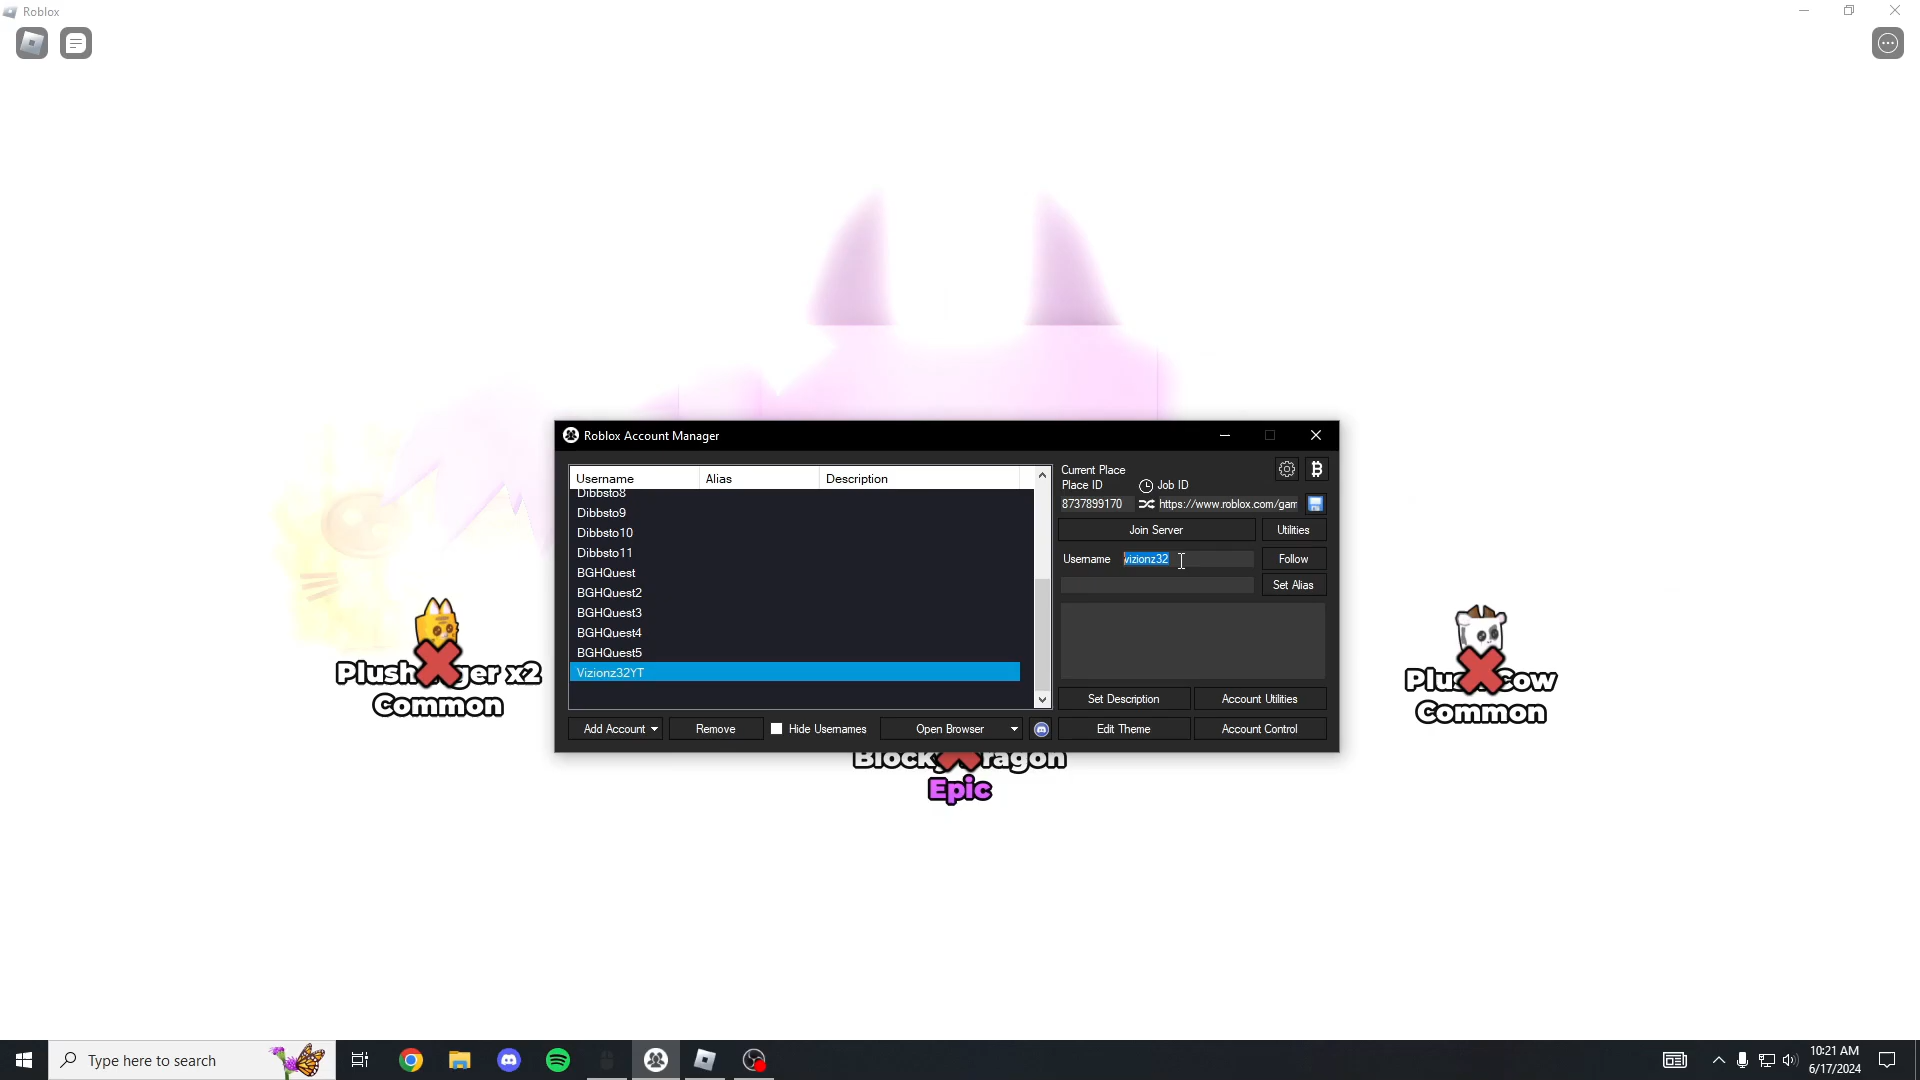 Roblox
Roblox Account Manager
Username Alias Description
Dibbsto8
Dibbsto9
Dibbsto10
Dibbsto11
BGHQuest
BGHQuest2
BGHQuest3
BGHQuest4
BGHQuest5
Vizionz32YT
Add Account Remove Hide Usernames Open Browser
Current Place
Place ID Job ID
8737899170 https://www.roblox.com/gam
Join Server Utilities
Username vizionz32 Follow
Set Alias
Set Description Account Utilities
Edit Theme Account Control
x2
Common
Common
Epic
Type here to search
10:21 AM
6/17/2024